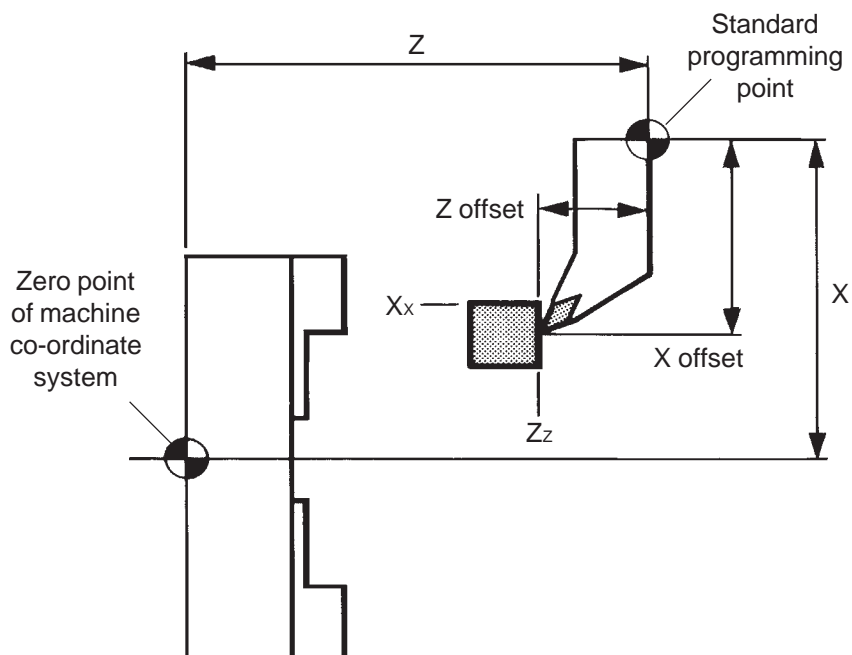 Standard
programming
point
Z
Z offset
Zero point
of machine
co-ordinate
system
Xx
X
X offset
Zz